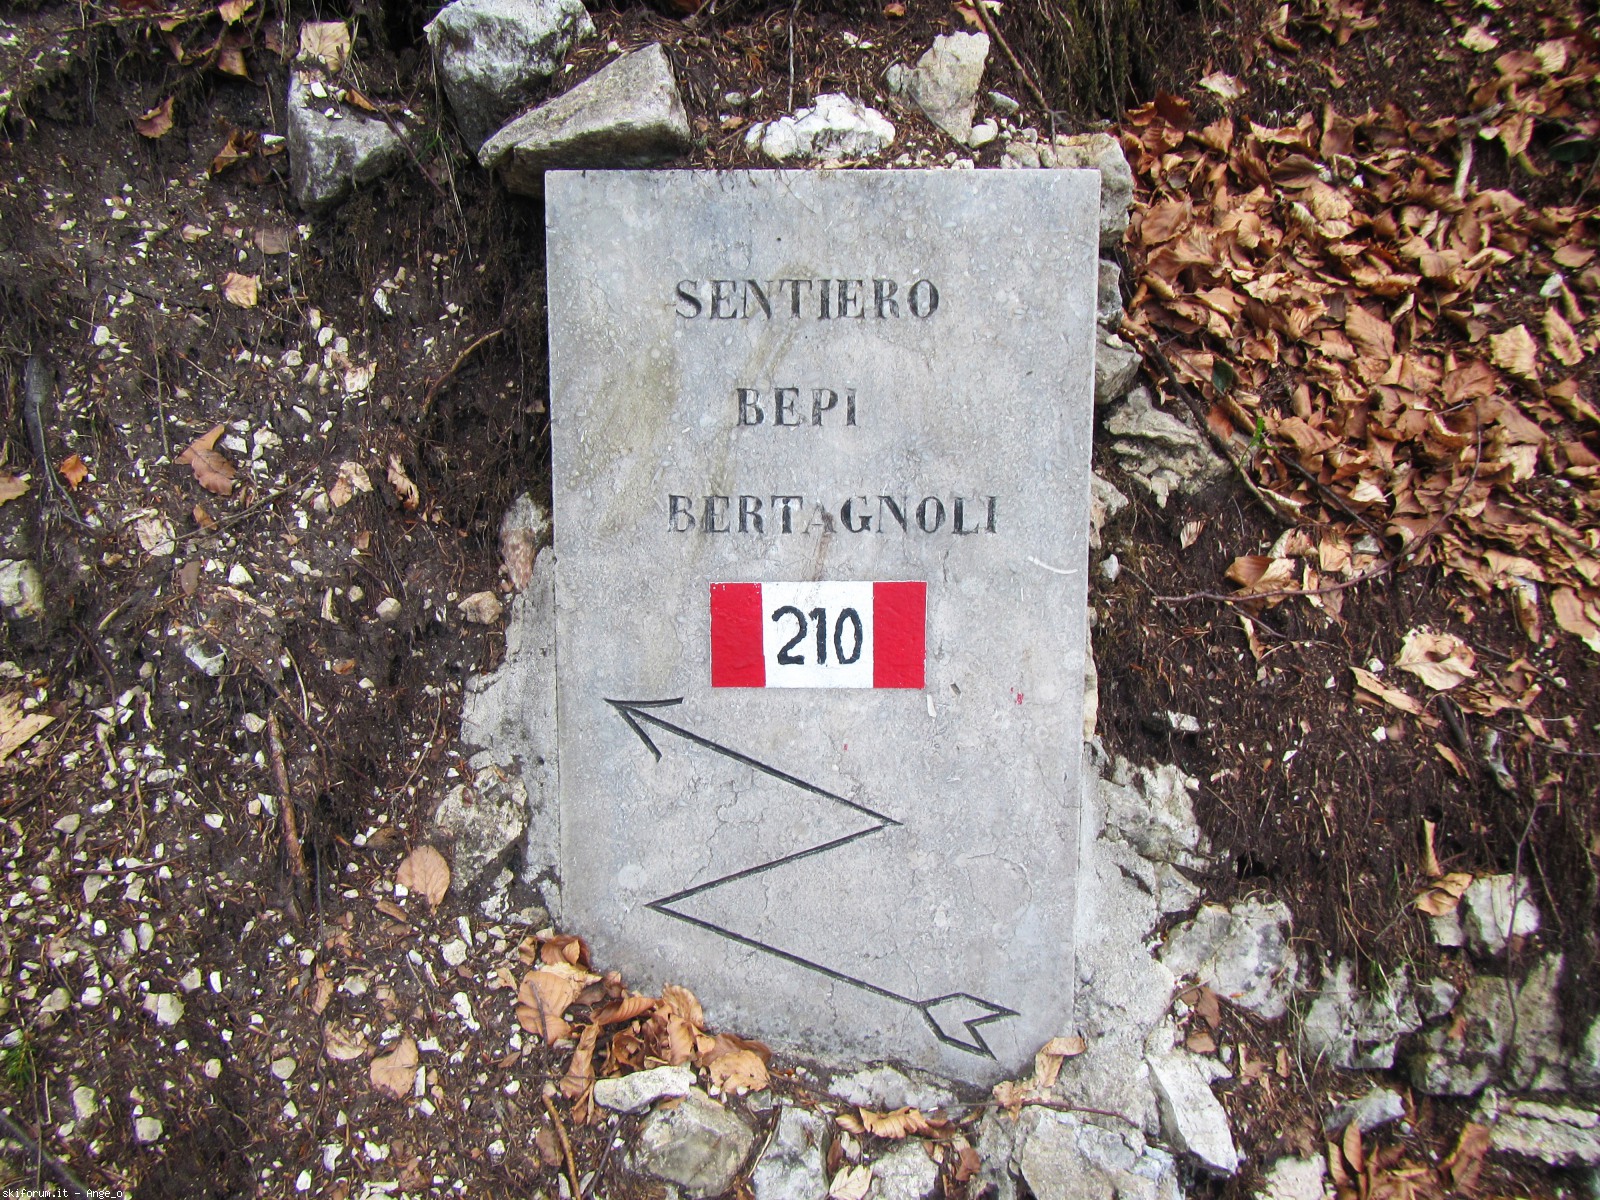 SENTIERO
BEPI
BERTAGNOLI
210
skiforum.it - Ange_o